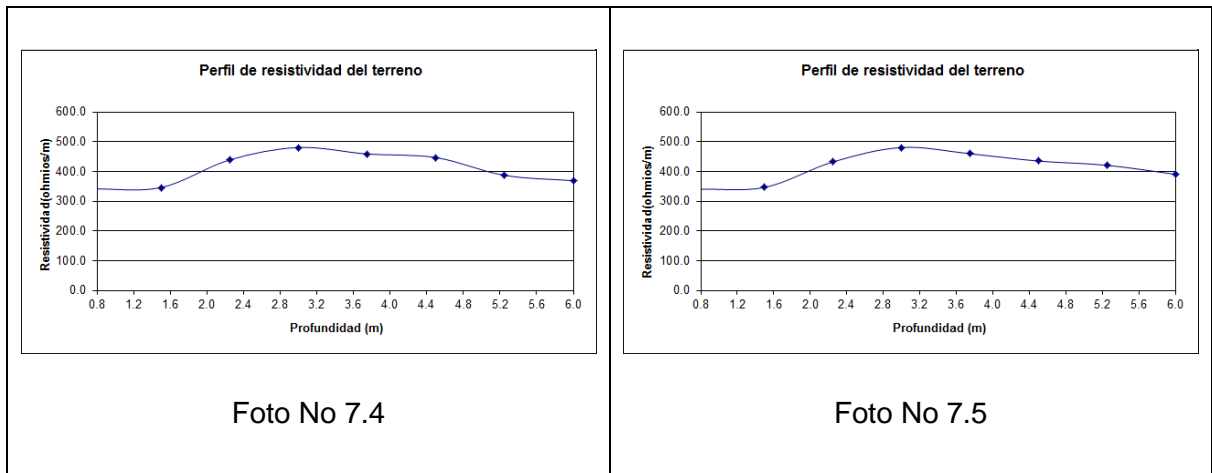 Perfil de resistividad del terreno
600.0
500.0
400.0
300.0
200.0
100.0
0.0
Resistividad(ohmios/m)
0.8 1.2 1.6 2.0 2.4 2.8 3.2 3.6 4.0 4.4 4.8 5.2 5.6 6.0
Profundidad (m)
Foto No 7.4
Perfil de resistividad del terreno
600.0
500.0
400.0
300.0
200.0
100.0
0.0
Resistividad(ohmios/m)
0.8 1.2 1.6 2.0 2.4 2.8 3.2 3.6 4.0 4.4 4.8 5.2 5.6 6.0
Profundidad (m)
Foto No 7.5